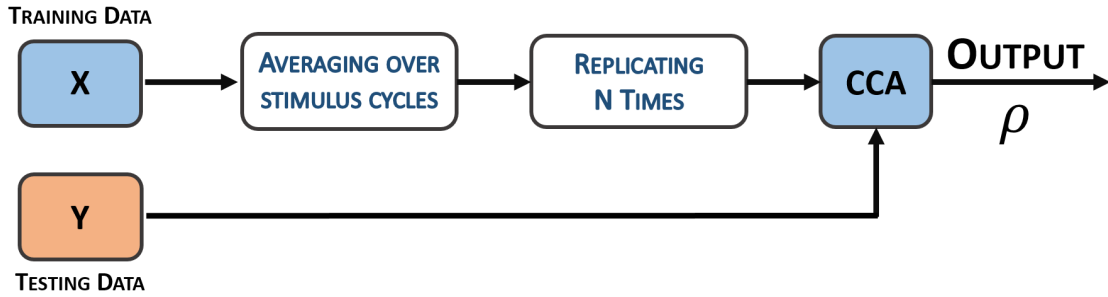 TRAINING DATA
X
AVERAGING OVER
STIMULUS CYCLES
REPLICATING
N TIMES
CCA
OUTPUT
ρ
Y
TESTING DATA